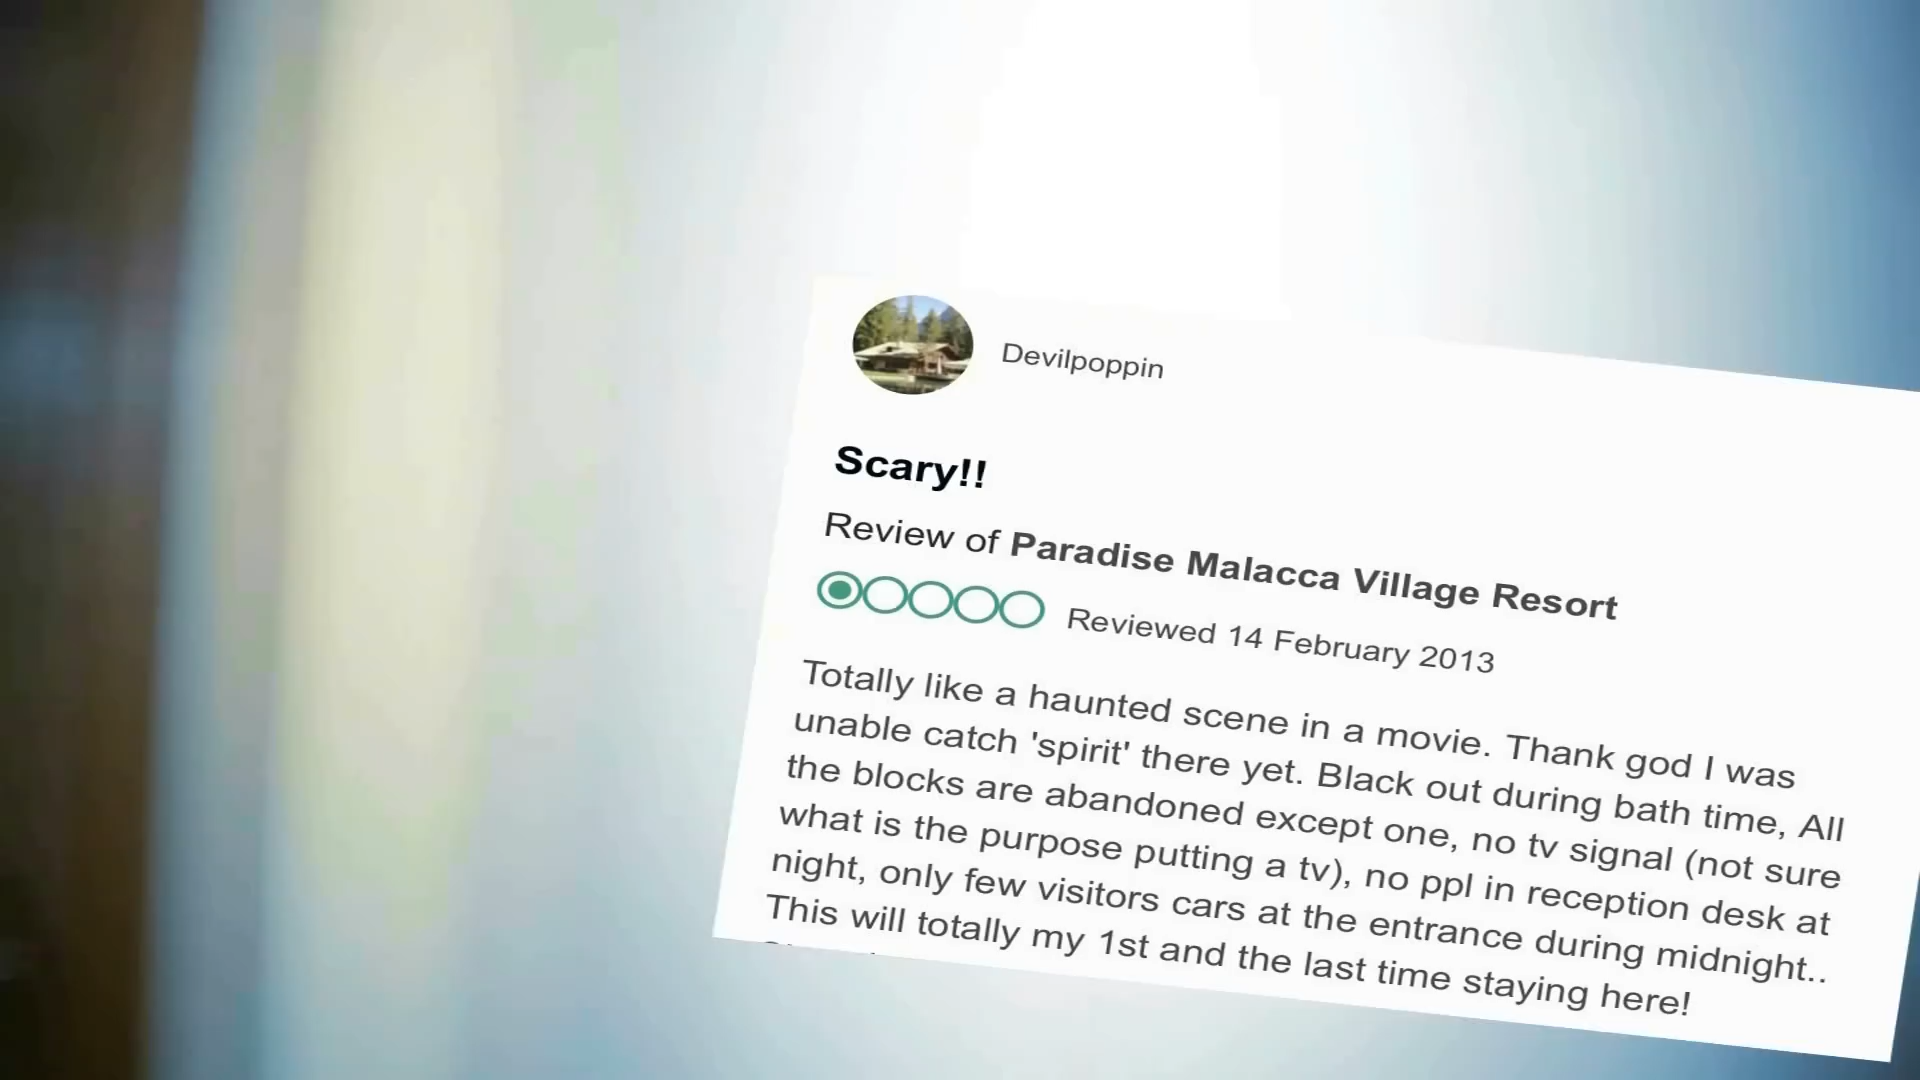 Devilpoppin
Scary!!
Review of Paradise Malacca Village Resort
Reviewed 14 February 2013
Totally like a haunted scene in a movie. Thank god I was
unable catch 'spirit' there yet. Black out during bath time, All
the blocks are abandoned except one, no tv signal (not sure
what is the purpose putting a tv), no ppl in reception desk at
night, only few visitors cars at the entrance during midnight..
This will totally my 1st and the last time staying here!